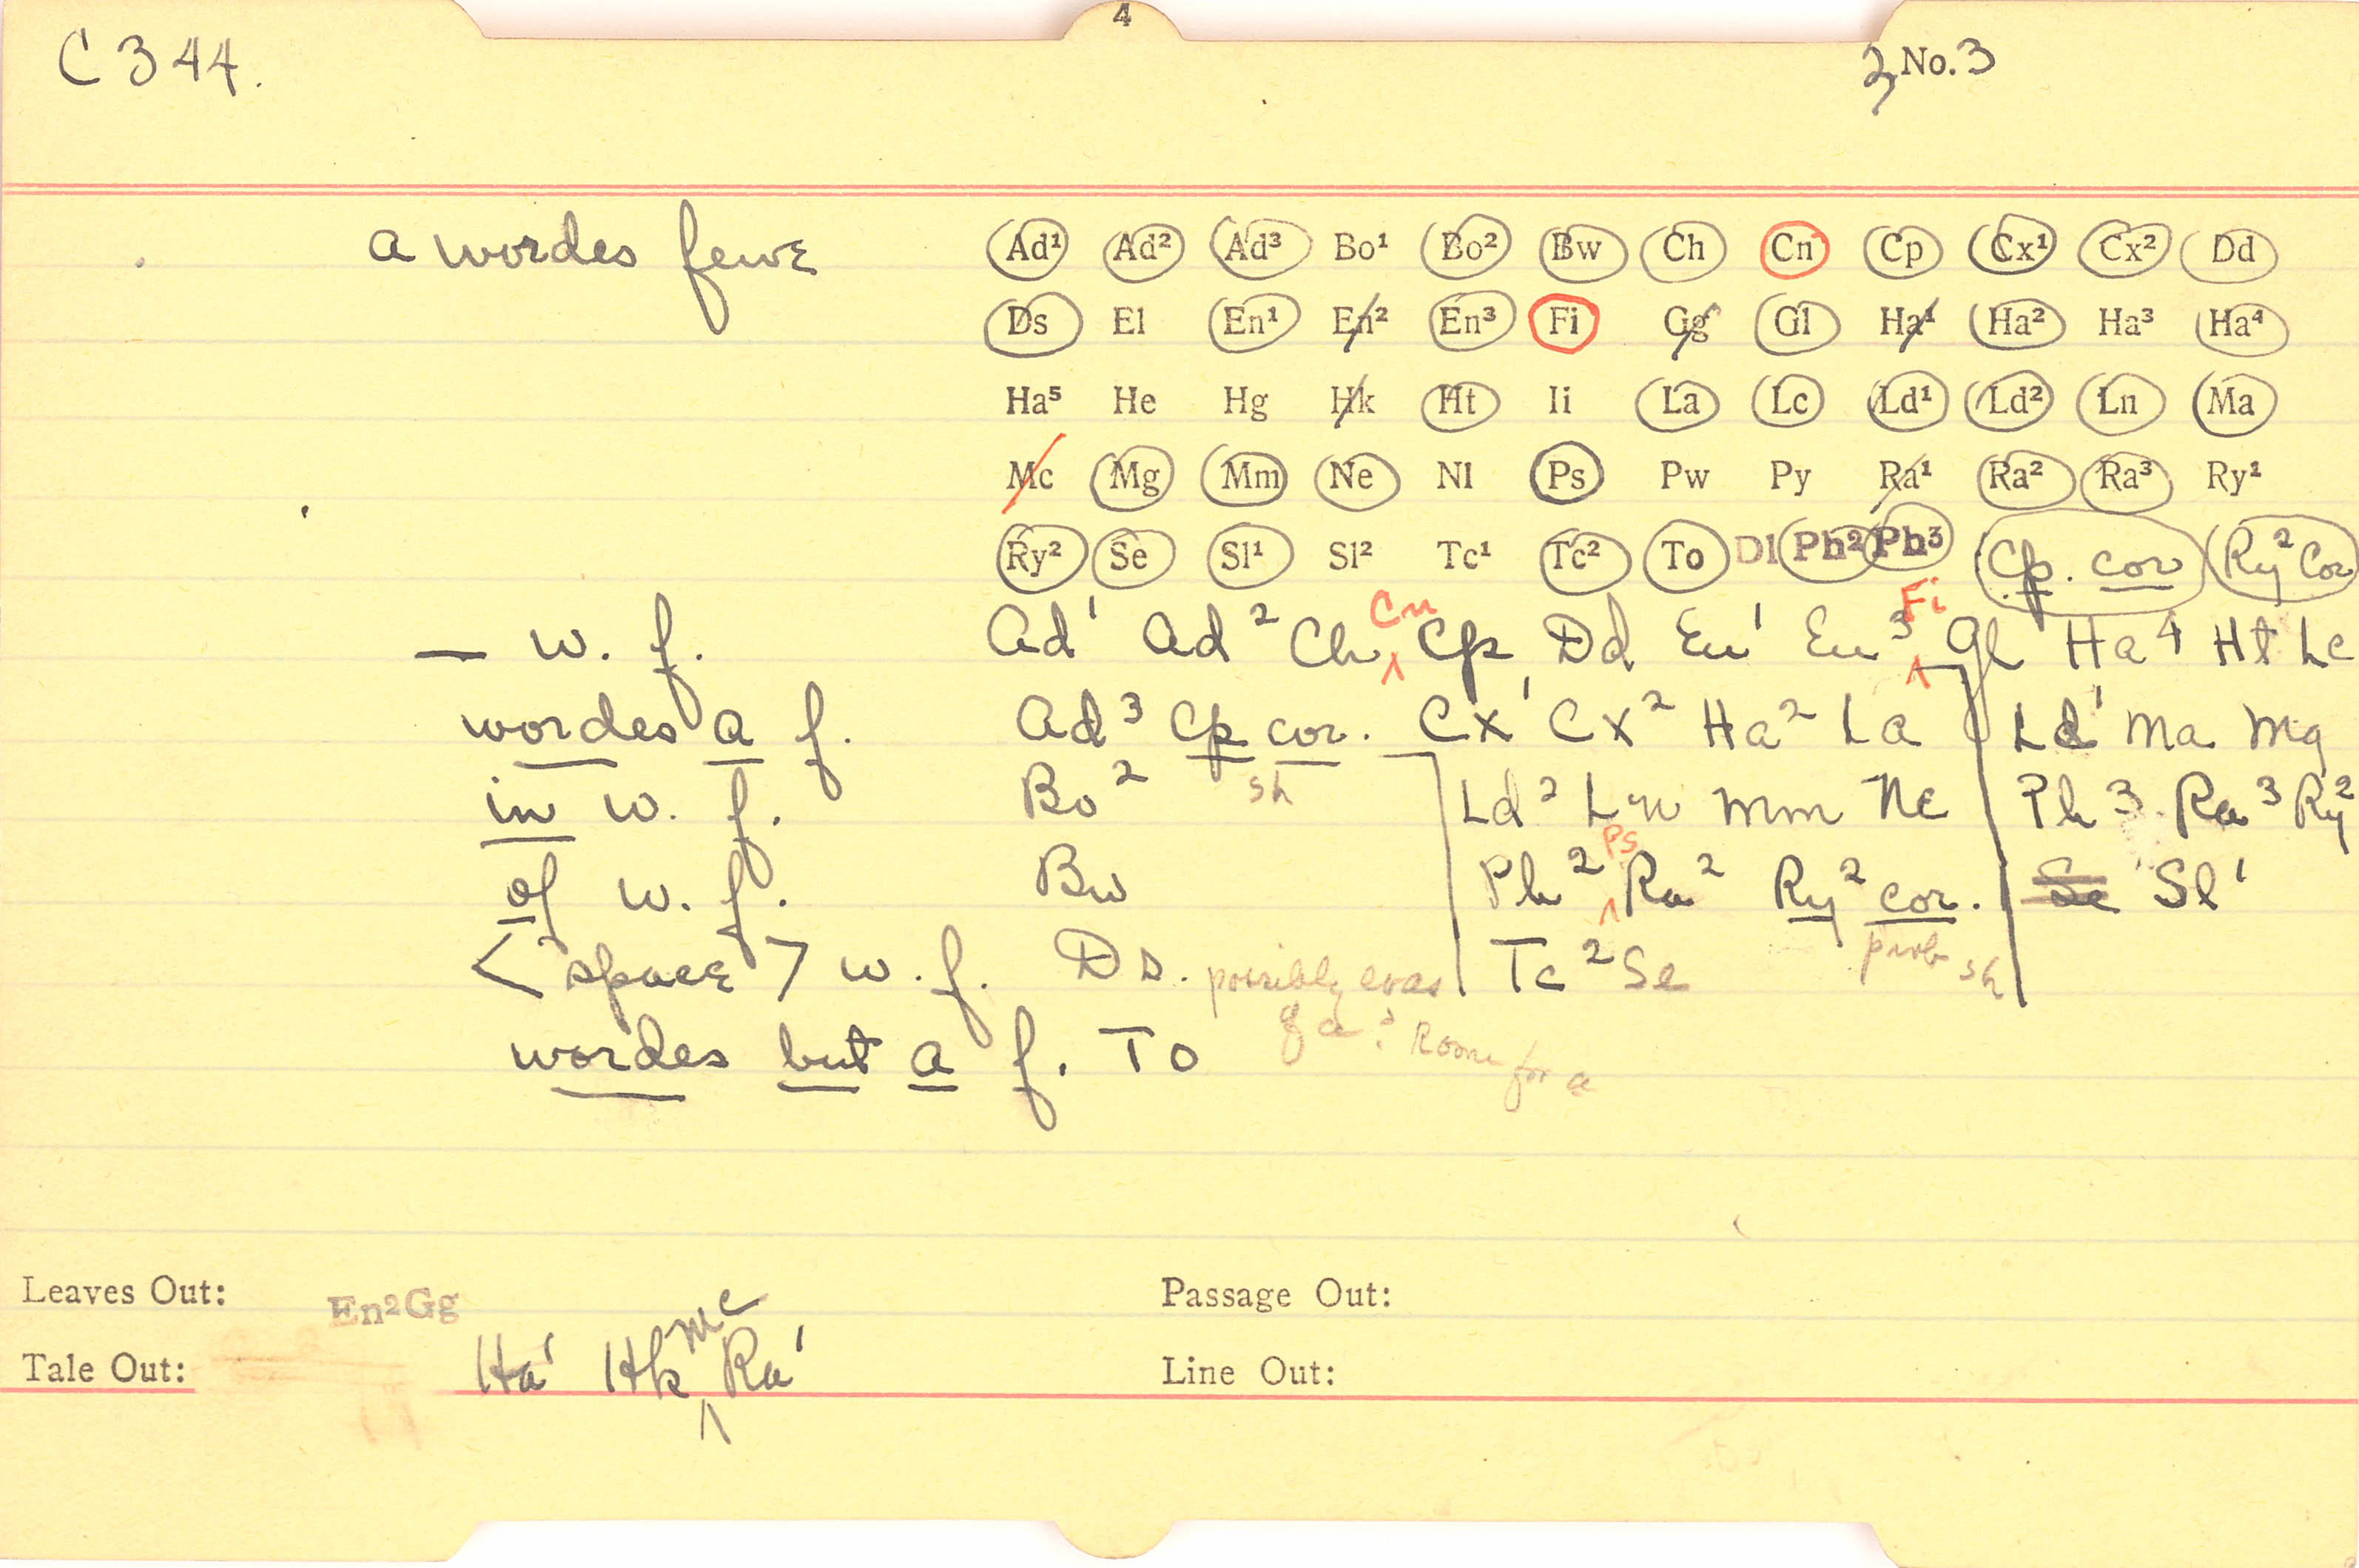 4
C 344.
3 No. 3
a wordes fewe
Ad¹ Ad² Ad³ Bo¹ Bo² Bw Ch Cn Cp Cx¹ Cx² Dd
Ds El En¹ En² En³ Fi Gg Gl Ha¹ Ha² Ha³ Ha⁴
Ha⁵ He Hg Hk Ht Ii La Lc Ld¹ Ld² Ln Ma
Mc Mg Mm Ne Nl Ps Pw Py Ra¹ Ra² Ra³ Ry¹
Ry² Se Sl¹ Sl² Tc¹ Tc² To Dl Ph² Ph³ Cp. cor Ry² Cor
— w. f. Ad¹ Ad² Ch Cn Cp Dd En¹ En³ Fi Gl Ha⁴ Ht Lc
wordes a f. Ad³ Cp cor. Cx¹ Cx² Ha² La Ld¹ Ma Mg
in w. f. Bo² sh Ld² Ln Mm Ne Ph³ Ra³ Ry²
of w. f. Bw Ph² Ps Ra² Ry² cor. Se Sl¹
< space > w. f. Ds. possibly eras Tc² Se prob sh
of a? Room for a
wordes but a f. To
Leaves Out: En²Gg Passage Out:
Tale Out: Ha¹ Hk Mc Ra¹ Line Out: